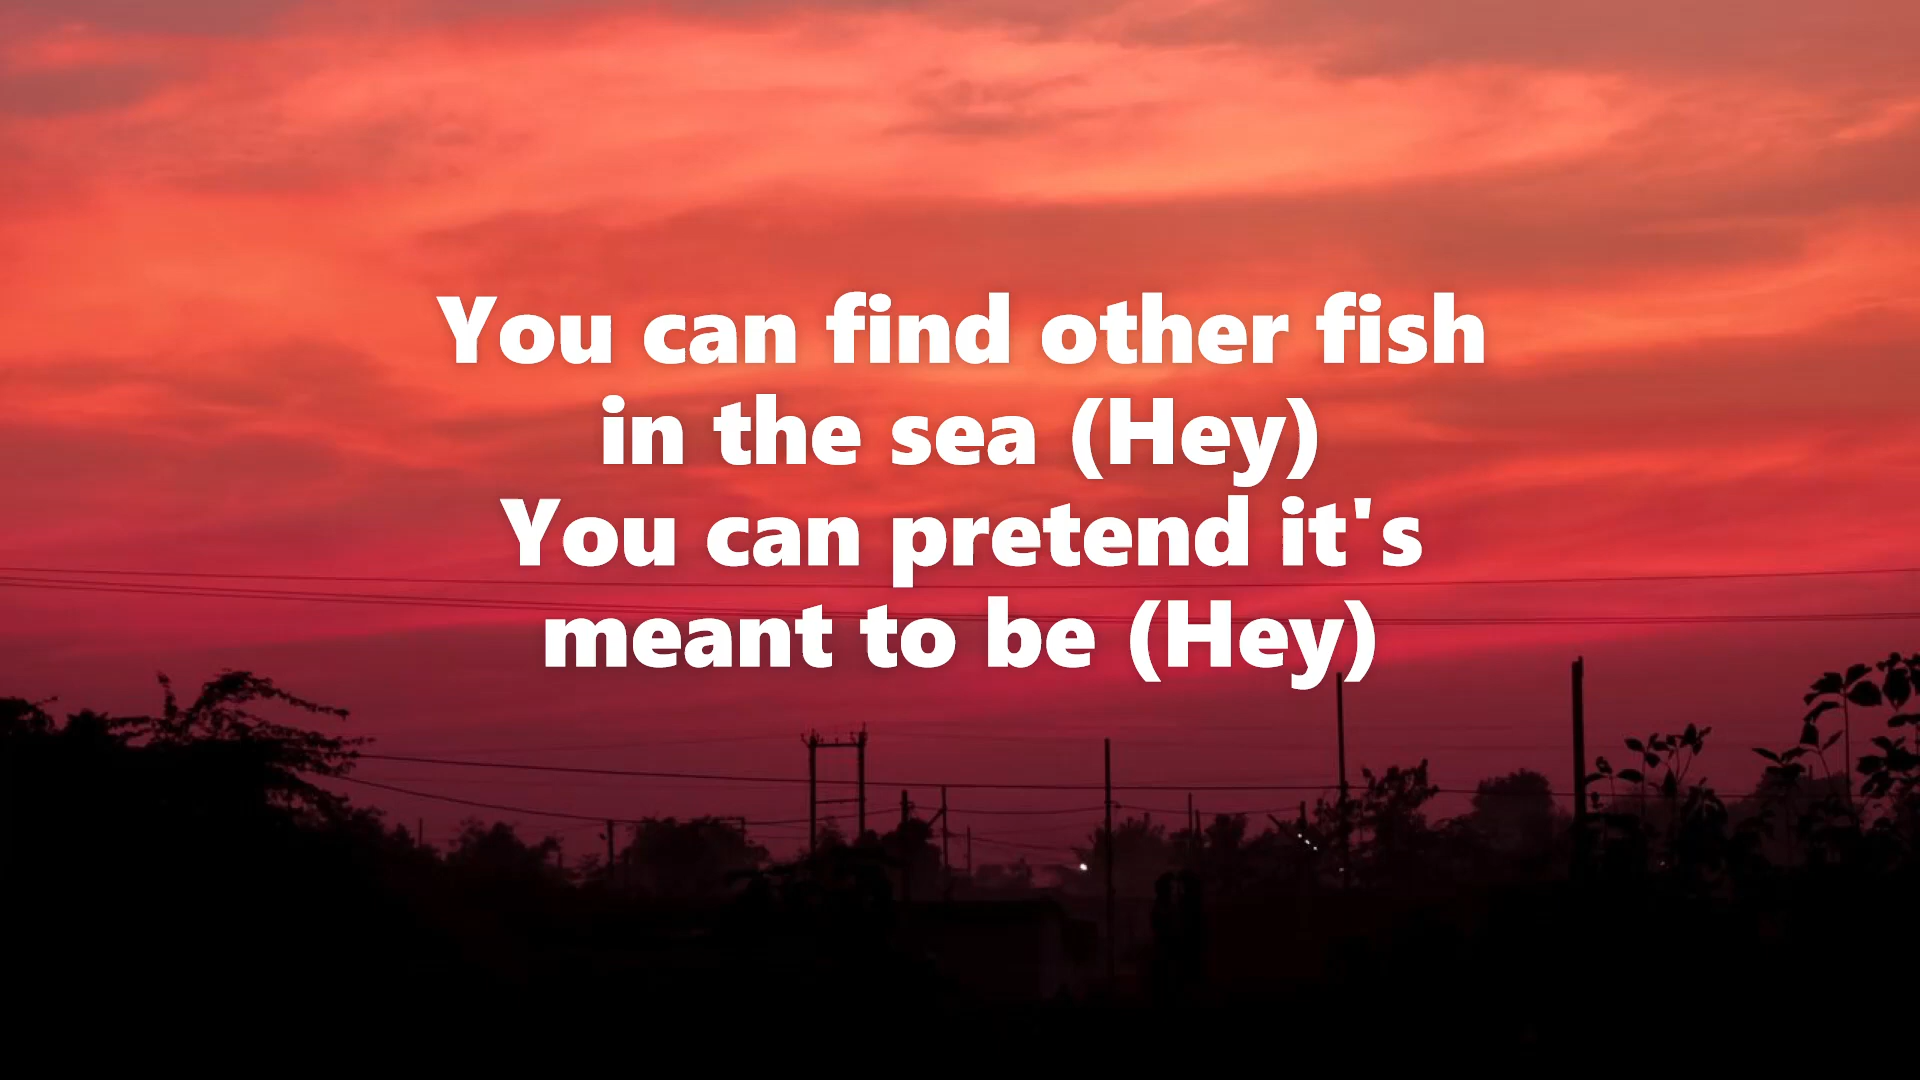 You can find other fish
in the sea (Hey)
You can pretend it's
meant to be (Hey)